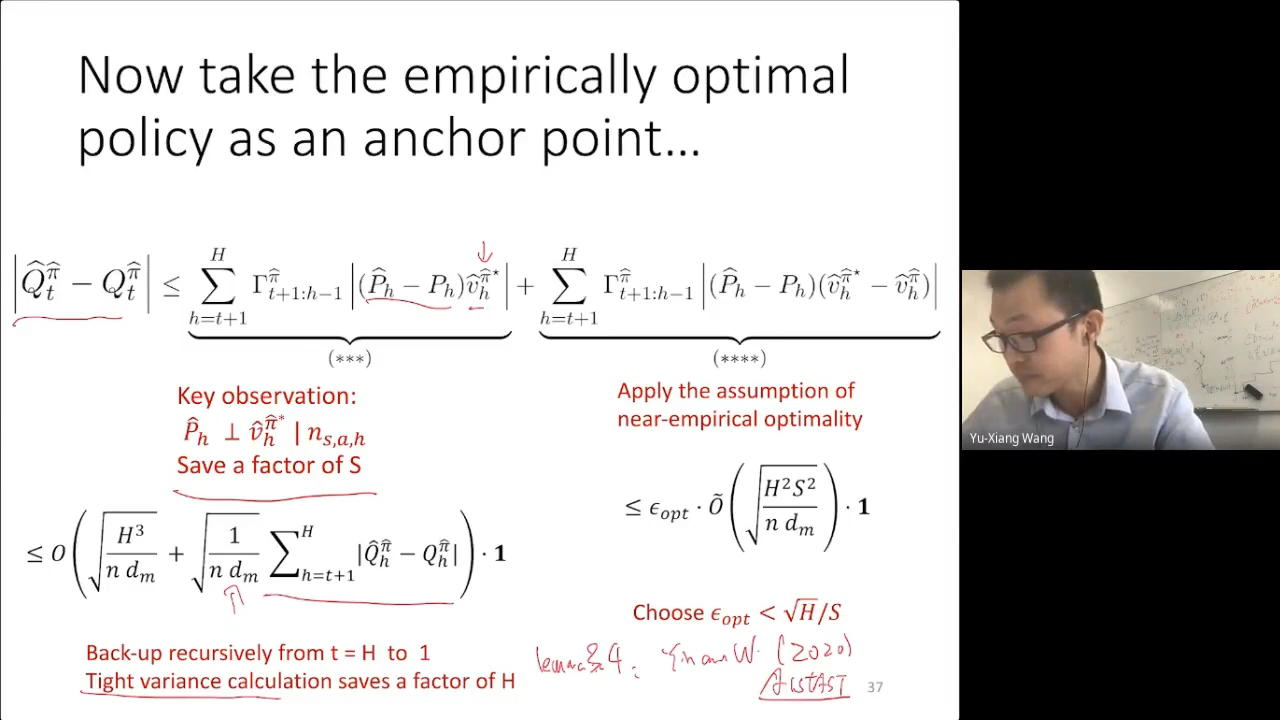 Now take the empirically optimal
policy as an anchor point...
|Q̂_t^π̂ − Q_t^π̂| ≤ ∑_{h=t+1}^{H} Γ_{t+1:h−1}^π̂ |(P̂_h − P_h)v̂_h^{π̂*}| + ∑_{h=t+1}^{H} Γ_{t+1:h−1}^π̂ |(P̂_h − P_h)(v̂_h^{π̂*} − v̂_h^π̂)|
(***)
(****)
Key observation:
P̂_h ⊥ v̂_h^{π̂*} | n_{s,a,h}
Save a factor of S
≤ O(√(H³/(n d_m)) + √(1/(n d_m)) ∑_{h=t+1}^{H} |Q̂_h^π̂ − Q_h^π̂|) · 1
Back-up recursively from t = H to 1
Tight variance calculation saves a factor of H
Apply the assumption of
near-empirical optimality
≤ ϵ_opt · Õ(√(H²S²/(n d_m))) · 1
Choose ϵ_opt < √H/S
(2020)
AISTATS
37
Yu-Xiang Wang